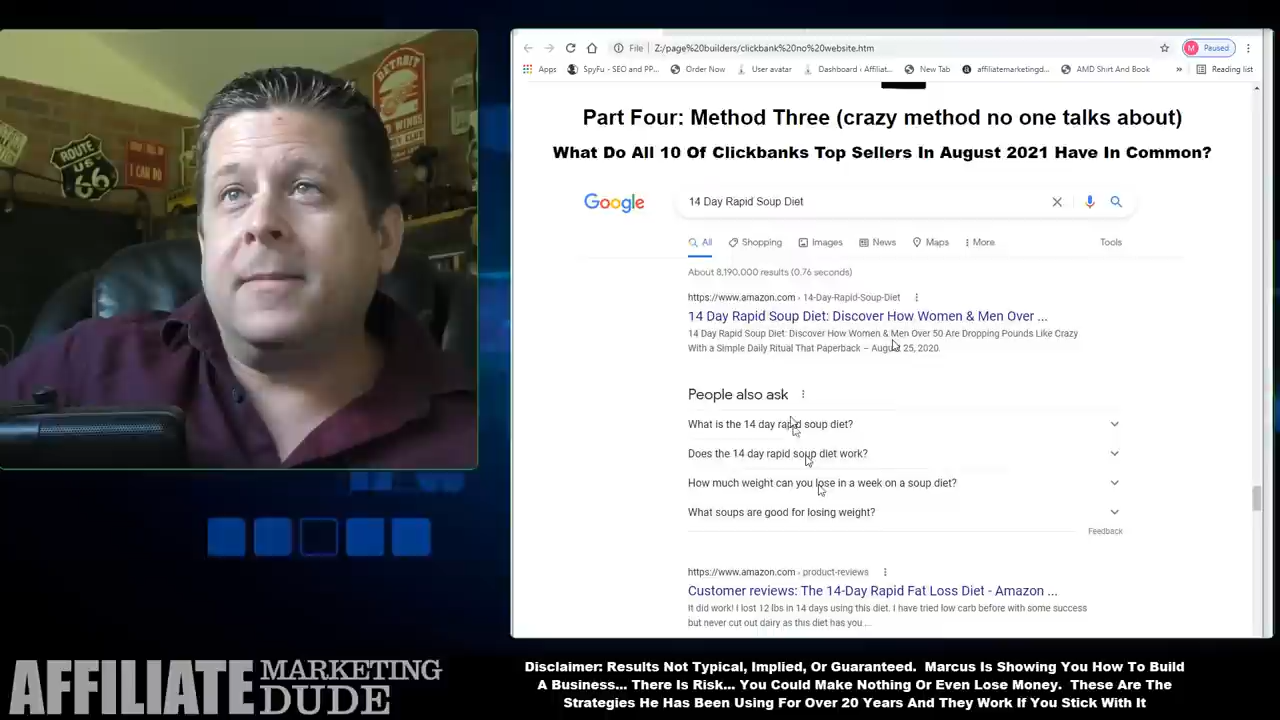 DETROIT
WINGS
ROUTE
US
66
I CAN
DO
File
Z:/page%20builders/clickbank%20no%20website.htm
M
Paused
Apps
SpyFu - SEO and PP...
Order Now
User avatar
Dashboard ‹ Affiliat...
New Tab
affiliatemarketingd...
AMD Shirt And Book
»
Reading list
Part Four: Method Three (crazy method no one talks about)
What Do All 10 Of Clickbanks Top Sellers In August 2021 Have In Common?
Google
14 Day Rapid Soup Diet
All
Shopping
Images
News
Maps
More
Tools
About 8,190,000 results (0.76 seconds)
https://www.amazon.com › 14-Day-Rapid-Soup-Diet
14 Day Rapid Soup Diet: Discover How Women & Men Over ...
14 Day Rapid Soup Diet: Discover How Women & Men Over 50 Are Dropping Pounds Like Crazy
With a Simple Daily Ritual That Paperback – August 25, 2020.
People also ask
What is the 14 day rapid soup diet?
Does the 14 day rapid soup diet work?
How much weight can you lose in a week on a soup diet?
What soups are good for losing weight?
Feedback
https://www.amazon.com › product-reviews
Customer reviews: The 14-Day Rapid Fat Loss Diet - Amazon ...
It did work! I lost 12 lbs in 14 days using this diet. I have tried low carb before with some success
but never cut out dairy as this diet has you ...
AFFILIATE MARKETING
DUDE
Disclaimer: Results Not Typical, Implied, Or Guaranteed. Marcus Is Showing You How To Build
A Business... There Is Risk... You Could Make Nothing Or Even Lose Money. These Are The
Strategies He Has Been Using For Over 20 Years And They Work If You Stick With It